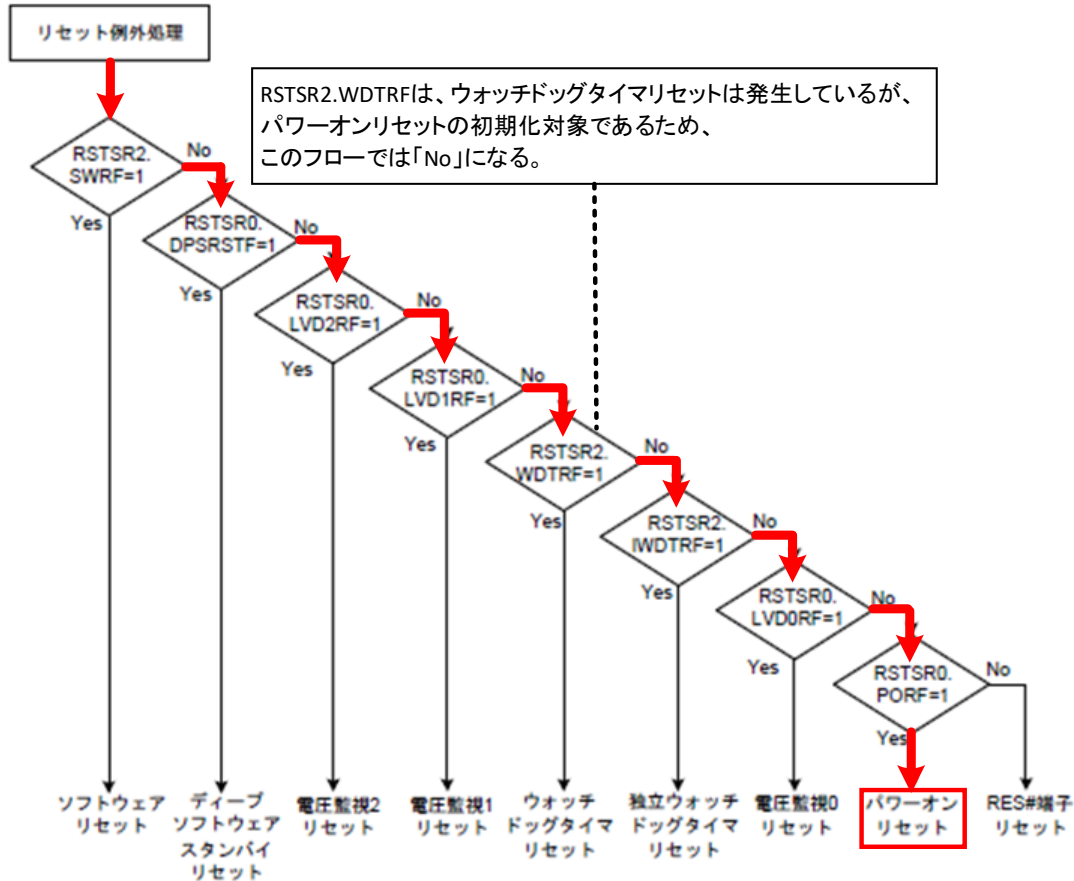 リセット例外処理
RSTSR2.WDTRFは、ウォッチドッグタイマリセットは発生しているが、
パワーオンリセットの初期化対象であるため、
このフローでは「No」になる。
RSTSR2.
SWRF=1
No
Yes
RSTSR0.
DPSRSTF=1
No
Yes
RSTSR0.
LVD2RF=1
No
Yes
RSTSR0.
LVD1RF=1
No
Yes
RSTSR2.
WDTRF=1
No
Yes
RSTSR2.
IWDTRF=1
No
Yes
RSTSR0.
LVD0RF=1
No
Yes
RSTSR0.
PORF=1
No
Yes
ソフトウェア
リセット
ディープ
ソフトウェア
スタンバイ
リセット
電圧監視2
リセット
電圧監視1
リセット
ウォッチ
ドッグタイマ
リセット
独立ウォッチ
ドッグタイマ
リセット
電圧監視0
リセット
パワーオン
リセット
RES#端子
リセット